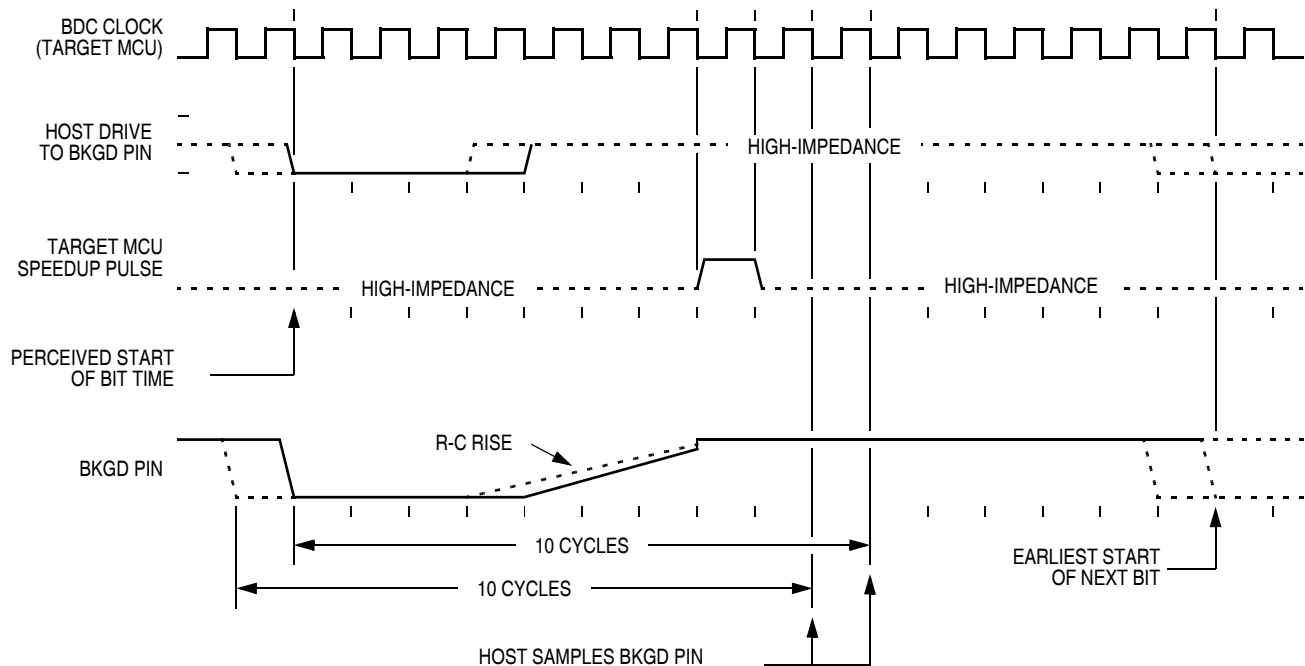 BDC CLOCK
(TARGET MCU)
HOST DRIVE
TO BKGD PIN
HIGH-IMPEDANCE
TARGET MCU
SPEEDUP PULSE
HIGH-IMPEDANCE
HIGH-IMPEDANCE
PERCEIVED START
OF BIT TIME
R-C RISE
BKGD PIN
10 CYCLES
EARLIEST START
OF NEXT BIT
10 CYCLES
HOST SAMPLES BKGD PIN